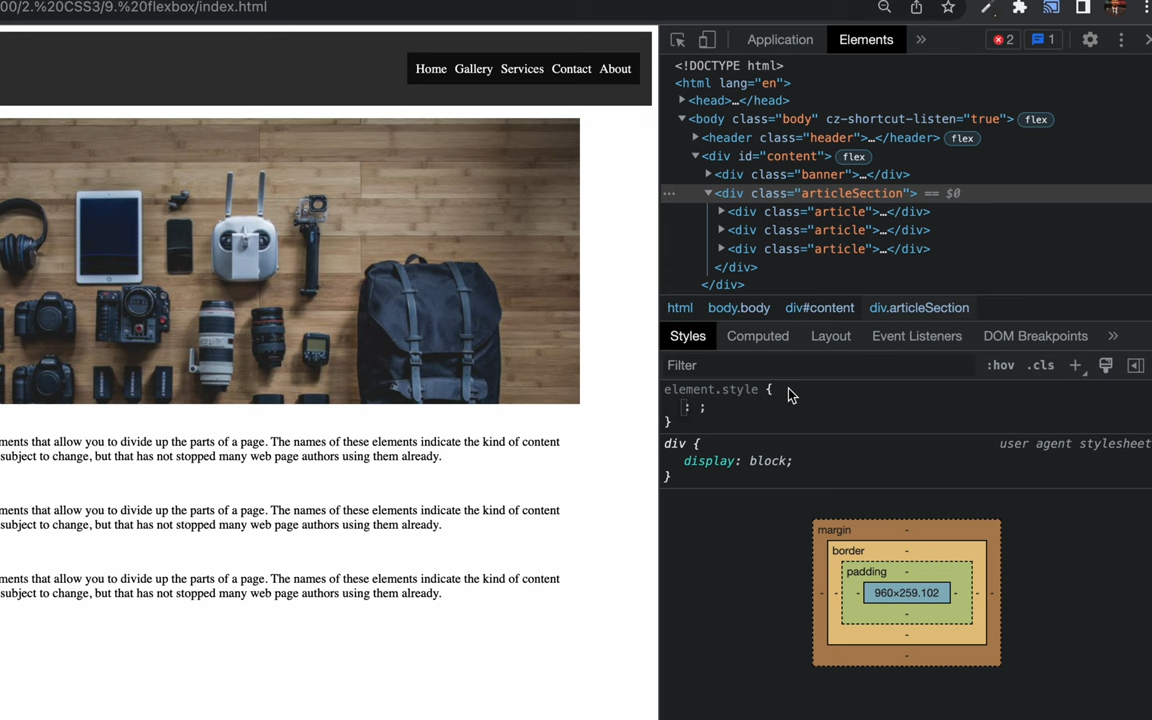 00/2.%20CSS3/9.%20flexbox/index.html
Home Gallery Services Contact About
ments that allow you to divide up the parts of a page. The names of these elements indicate the kind of content
subject to change, but that has not stopped many web page authors using them already.
ments that allow you to divide up the parts of a page. The names of these elements indicate the kind of content
subject to change, but that has not stopped many web page authors using them already.
ments that allow you to divide up the parts of a page. The names of these elements indicate the kind of content
subject to change, but that has not stopped many web page authors using them already.
Application Elements » 2 1
<!DOCTYPE html>
<html lang="en">
<head>…</head>
<body class="body" cz-shortcut-listen="true"> flex
<header class="header">…</header> flex
<div id="content"> flex
<div class="banner">…</div>
… <div class="articleSection"> == $0
<div class="article">…</div>
<div class="article">…</div>
<div class="article">…</div>
</div>
</div>
html body.body div#content div.articleSection
Styles Computed Layout Event Listeners DOM Breakpoints »
Filter :hov .cls +
element.style {
: ;
}
div { user agent stylesheet
display: block;
}
margin -
border -
padding -
- - - 960×259.102 - - -
-
-
-